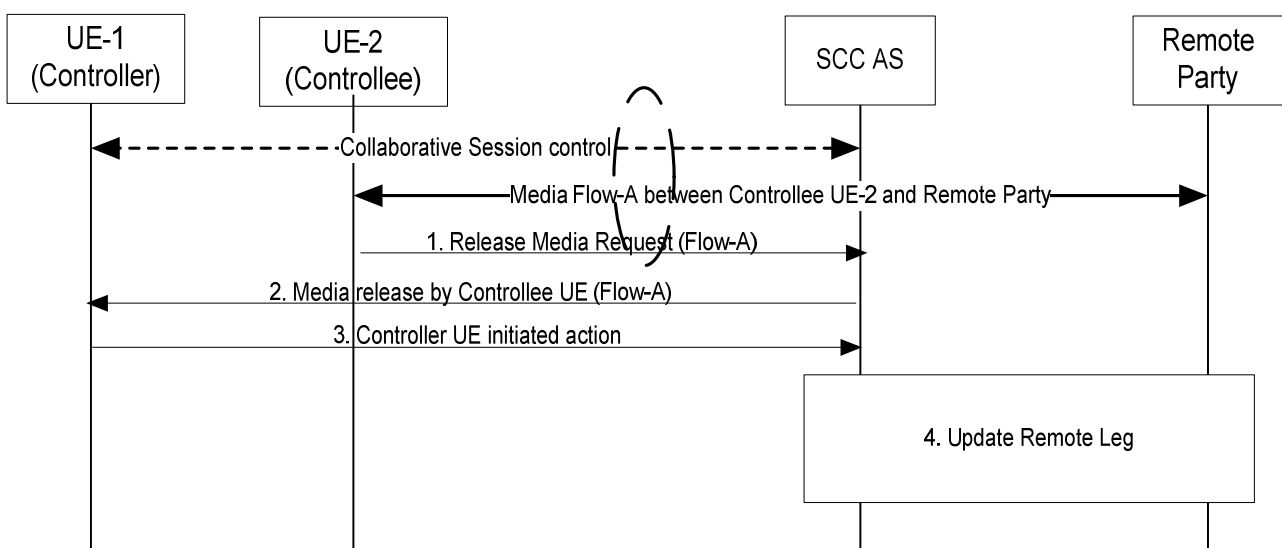 UE-1
(Controller)
UE-2
(Controllee)
SCC AS
Remote
Party
Collaborative Session control
Media Flow-A between Controllee UE-2 and Remote Party
1. Release Media Request (Flow-A)
2. Media release by Controllee UE (Flow-A)
3. Controller UE initiated action
4. Update Remote Leg